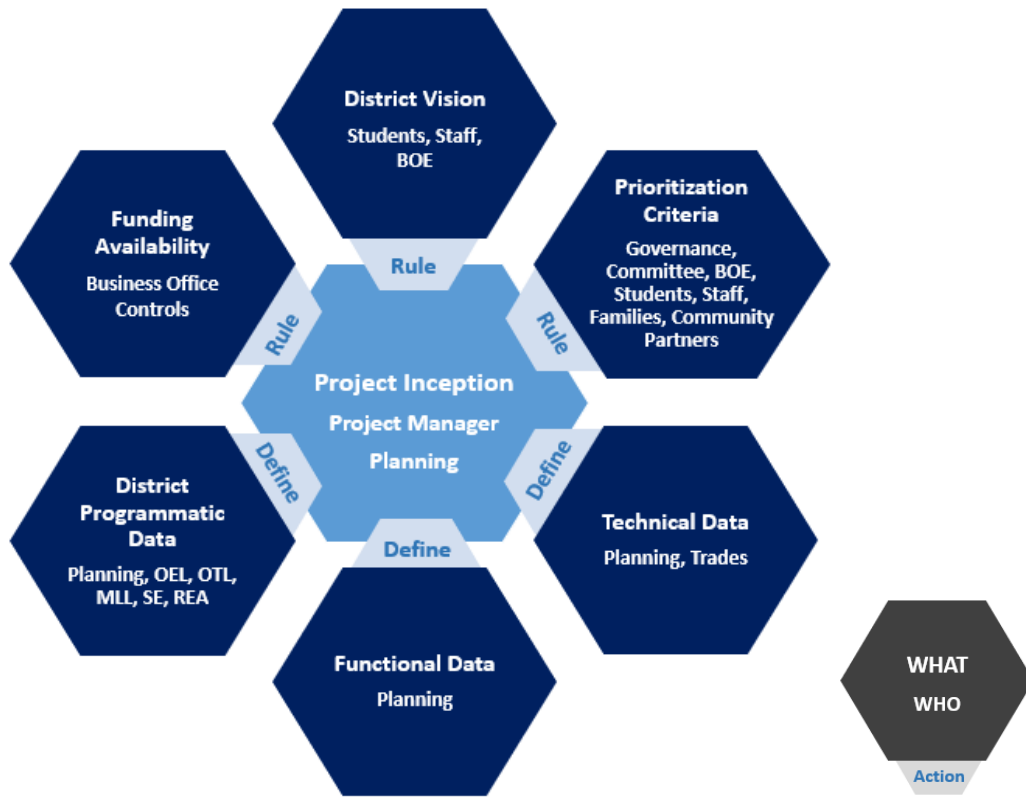 District Vision
Students, Staff,
BOE
Rule
Funding
Availability
Business Office
Controls
Rule
Prioritization
Criteria
Governance,
Committee, BOE,
Students, Staff,
Families, Community
Partners
Rule
Project Inception
Project Manager
Planning
District
Programmatic
Data
Planning, OEL, OTL,
MLL, SE, REA
Define
Technical Data
Planning, Trades
Define
Define
Functional Data
Planning
WHAT
WHO
Action